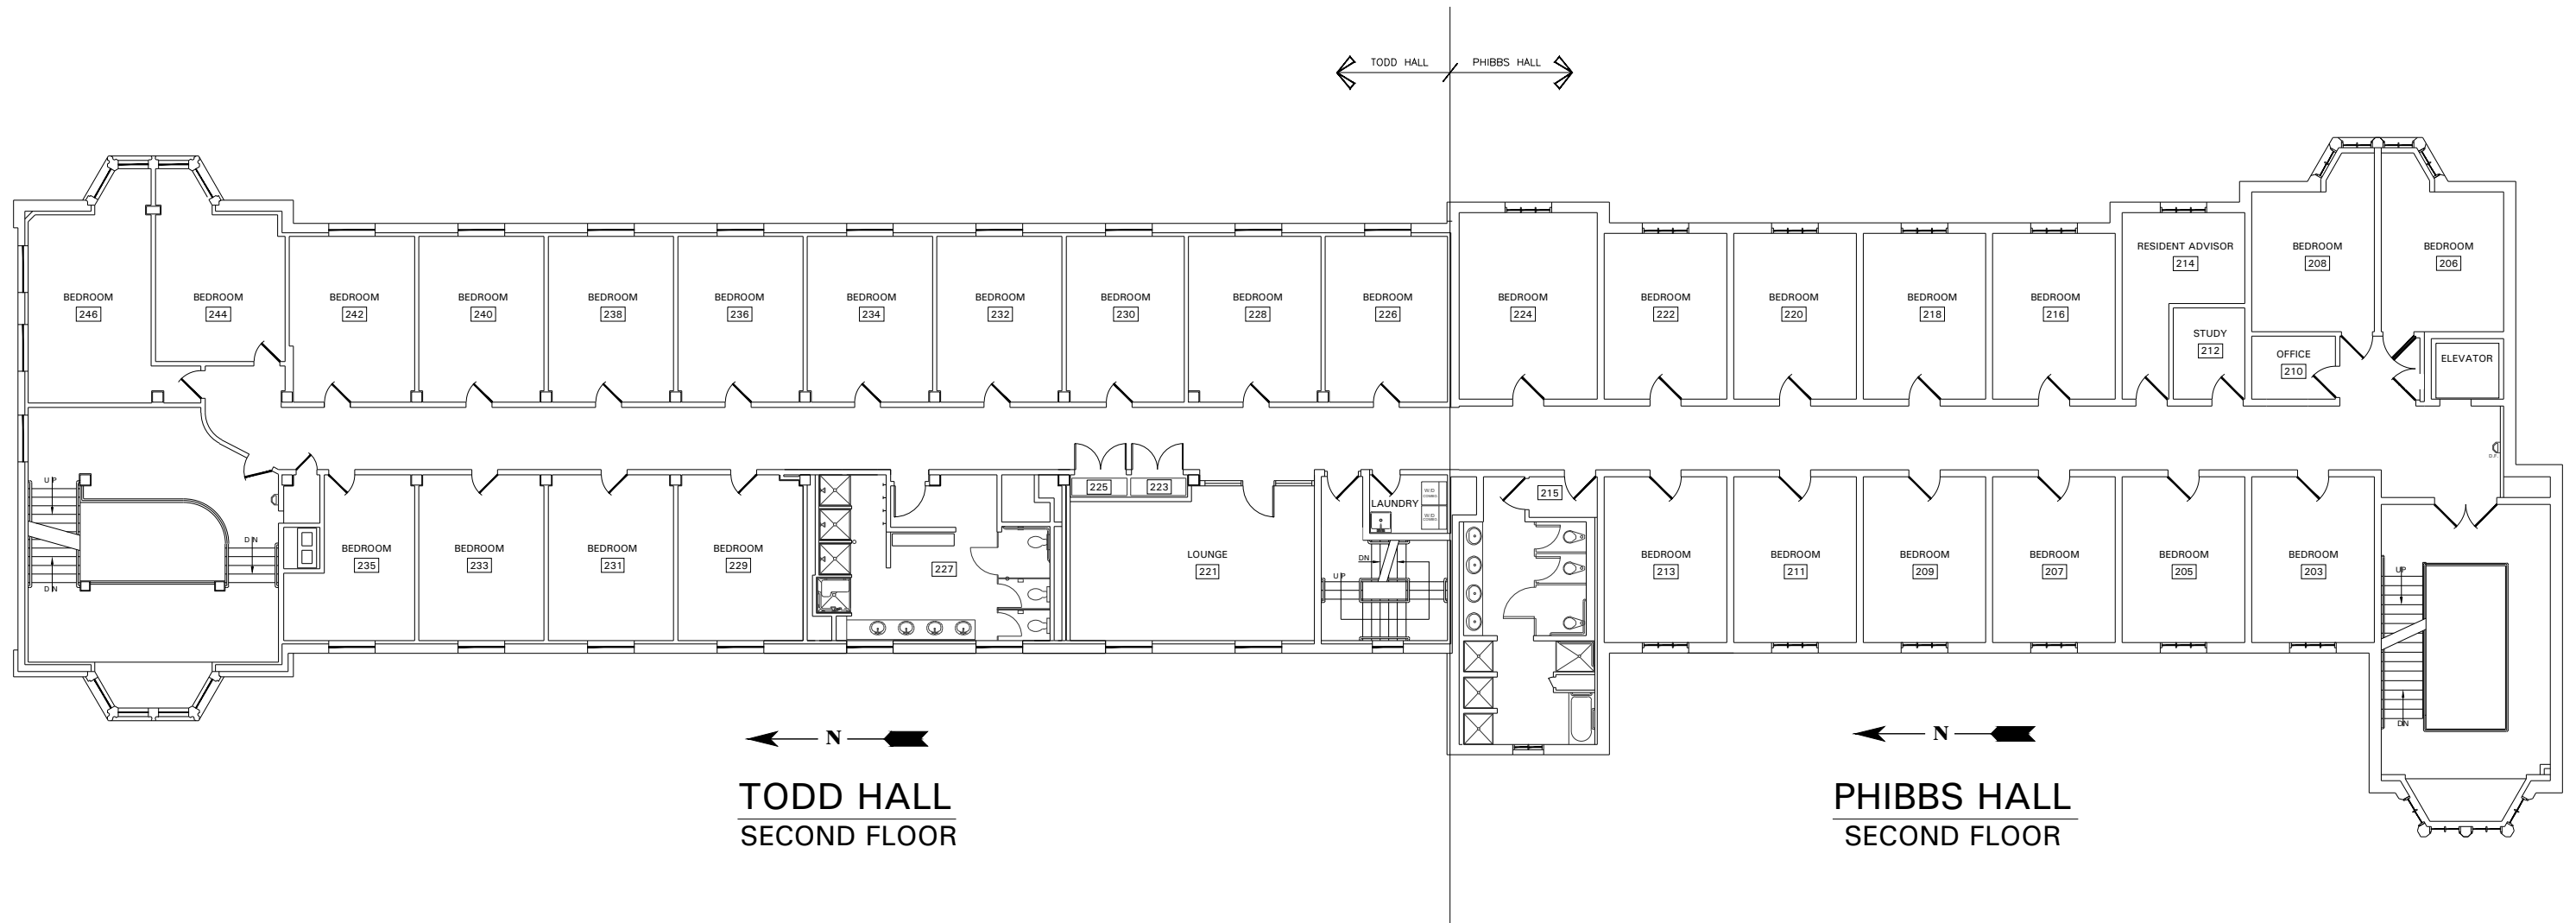 TODD HALL
PHIBBS HALL
RESIDENT ADVISOR
214
BEDROOM
208
BEDROOM
206
BEDROOM
246
BEDROOM
244
BEDROOM
242
BEDROOM
240
BEDROOM
238
BEDROOM
236
BEDROOM
234
BEDROOM
232
BEDROOM
230
BEDROOM
228
BEDROOM
226
BEDROOM
224
BEDROOM
222
BEDROOM
220
BEDROOM
218
BEDROOM
216
STUDY
212
OFFICE
210
ELEVATOR
D.F.
UP
DN
DN
225
223
LAUNDRY
W/D
COMBO
W/D
COMBO
215
BEDROOM
235
BEDROOM
233
BEDROOM
231
BEDROOM
229
227
LOUNGE
221
DN
UP
BEDROOM
213
BEDROOM
211
BEDROOM
209
BEDROOM
207
BEDROOM
205
BEDROOM
203
UP
DN
N
N
TODD HALL
SECOND FLOOR
PHIBBS HALL
SECOND FLOOR